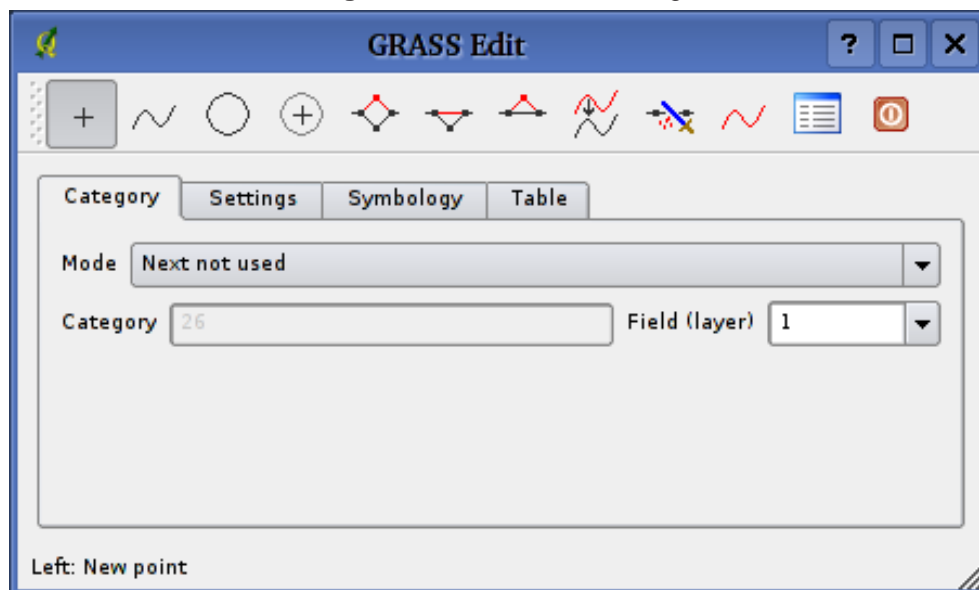 GRASS Edit
Category Settings Symbology Table
Mode Next not used
Category 26 Field (layer) 1
Left: New point